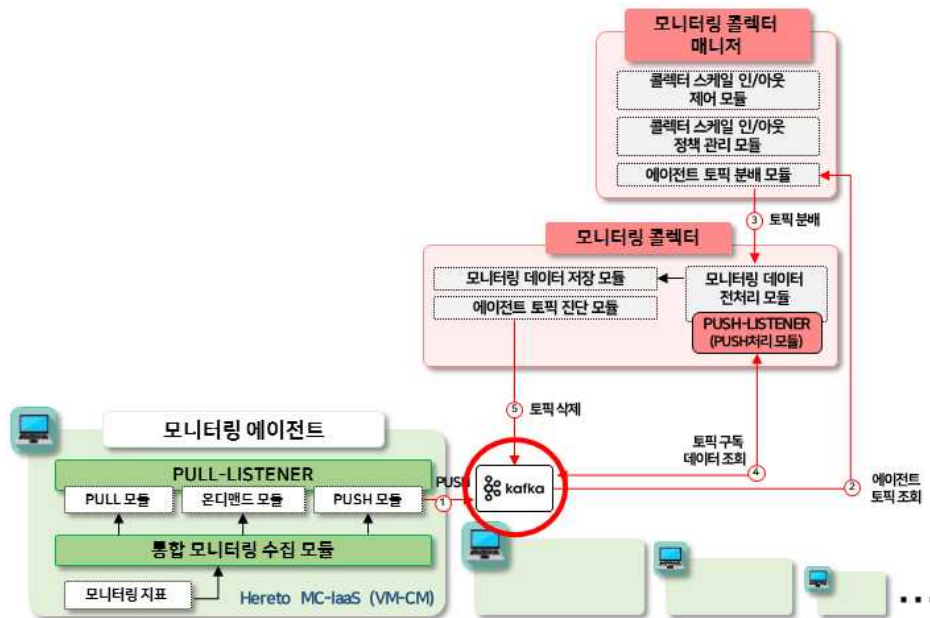 모니터링 콜렉터
매니저
콜렉터 스케일 인/아웃
제어 모듈
콜렉터 스케일 인/아웃
정책 관리 모듈
에이전트 토픽 분배 모듈
3 토픽 분배
모니터링 콜렉터
모니터링 데이터 저장 모듈
모니터링 데이터
전처리 모듈
에이전트 토픽 진단 모듈
PUSH-LISTENER
(PUSH처리 모듈)
5 토픽 삭제
모니터링 에이전트
토픽 구독
데이터 조회
4
PULL-LISTENER
PUSH
1
kafka
2
에이전트
토픽 조회
PULL 모듈
온디맨드 모듈
PUSH 모듈
통합 모니터링 수집 모듈
모니터링 지표
Hereto MC-IaaS (VM-CM)
...